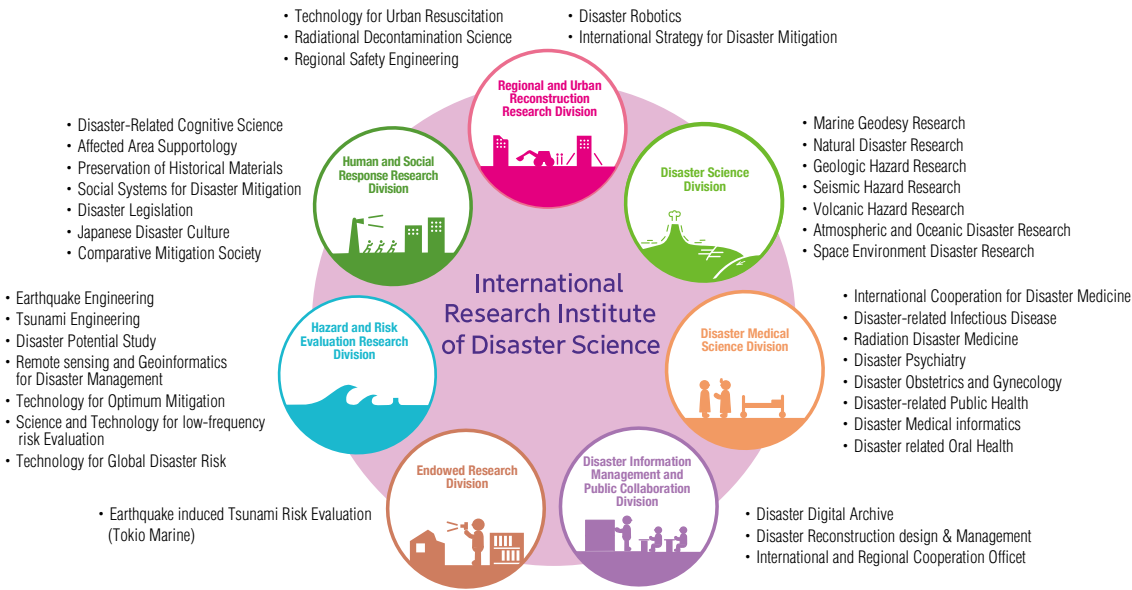 • Technology for Urban Resuscitation
• Radiational Decontamination Science
• Regional Safety Engineering
• Disaster Robotics
• International Strategy for Disaster Mitigation
Regional and Urban
Reconstruction
Research Division
• Disaster-Related Cognitive Science
• Affected Area Supportology
• Preservation of Historical Materials
• Social Systems for Disaster Mitigation
• Disaster Legislation
• Japanese Disaster Culture
• Comparative Mitigation Society
Human and Social
Response Research
Division
Disaster Science
Division
• Marine Geodesy Research
• Natural Disaster Research
• Geologic Hazard Research
• Seismic Hazard Research
• Volcanic Hazard Research
• Atmospheric and Oceanic Disaster Research
• Space Environment Disaster Research
International
Research Institute
of Disaster Science
• Earthquake Engineering
• Tsunami Engineering
• Disaster Potential Study
• Remote sensing and Geoinformatics
for Disaster Management
• Technology for Optimum Mitigation
• Science and Technology for low-frequency
risk Evaluation
• Technology for Global Disaster Risk
Hazard and Risk
Evaluation Research
Division
Disaster Medical
Science Division
• International Cooperation for Disaster Medicine
• Disaster-related Infectious Disease
• Radiation Disaster Medicine
• Disaster Psychiatry
• Disaster Obstetrics and Gynecology
• Disaster-related Public Health
• Disaster Medical informatics
• Disaster related Oral Health
• Earthquake induced Tsunami Risk Evaluation
(Tokio Marine)
Endowed Research
Division
Disaster Information
Management and
Public Collaboration
Division
• Disaster Digital Archive
• Disaster Reconstruction design & Management
• International and Regional Cooperation Officet